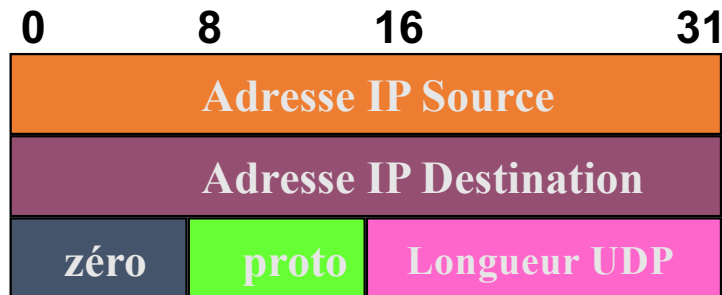 0 8 16 31
Adresse IP Source
Adresse IP Destination
zéro proto Longueur UDP